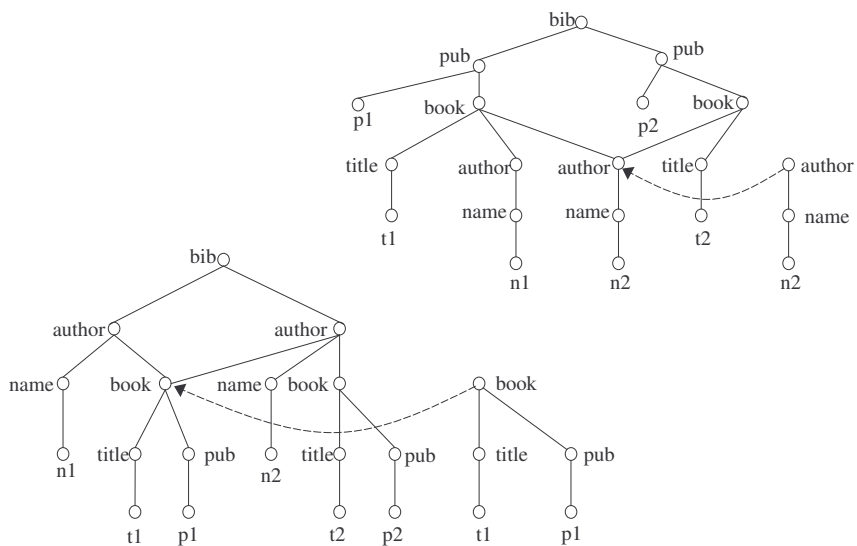 bib
pub pub
p1 book p2 book
title author author title author
t1 name name t2 name
n1 n2 n2
bib
author author
name book name book book
n1 title pub n2 title pub title pub
t1 p1 t2 p2 t1 p1